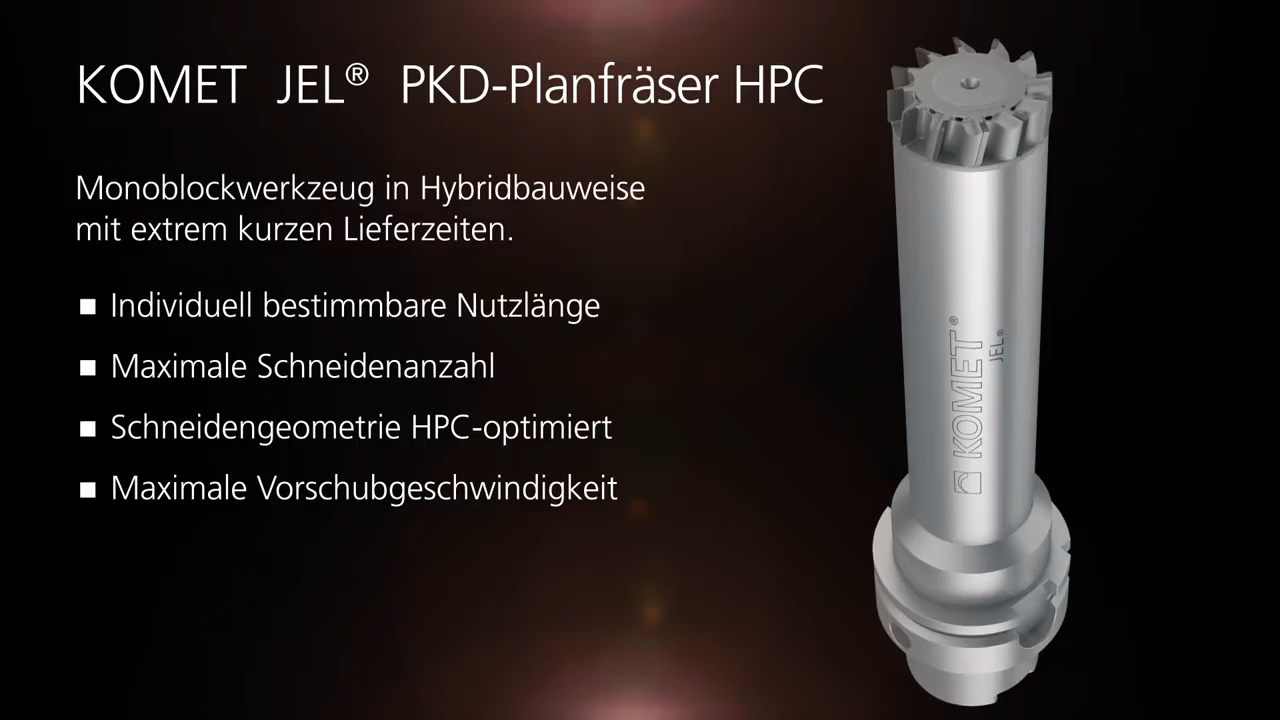 KOMET JEL® PKD-Planfräser HPC
Monoblockwerkzeug in Hybridbauweise
mit extrem kurzen Lieferzeiten.
■ Individuell bestimmbare Nutzlänge
■ Maximale Schneidenanzahl
■ Schneidengeometrie HPC-optimiert
■ Maximale Vorschubgeschwindigkeit
KOMET®
JEL®